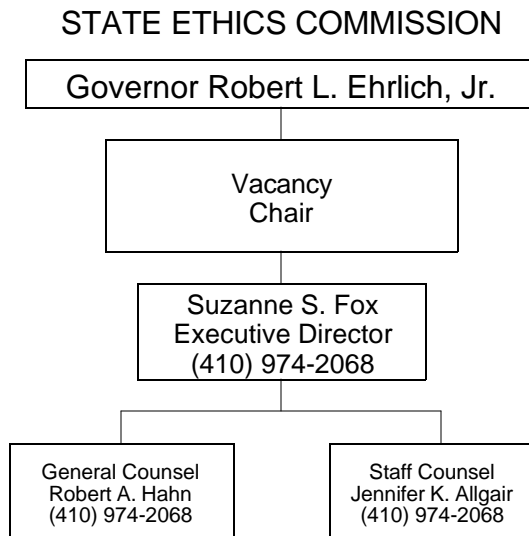 STATE ETHICS COMMISSION
Governor Robert L. Ehrlich, Jr.
Vacancy
Chair
Suzanne S. Fox
Executive Director
(410) 974-2068
General Counsel
Robert A. Hahn
(410) 974-2068
Staff Counsel
Jennifer K. Allgair
(410) 974-2068